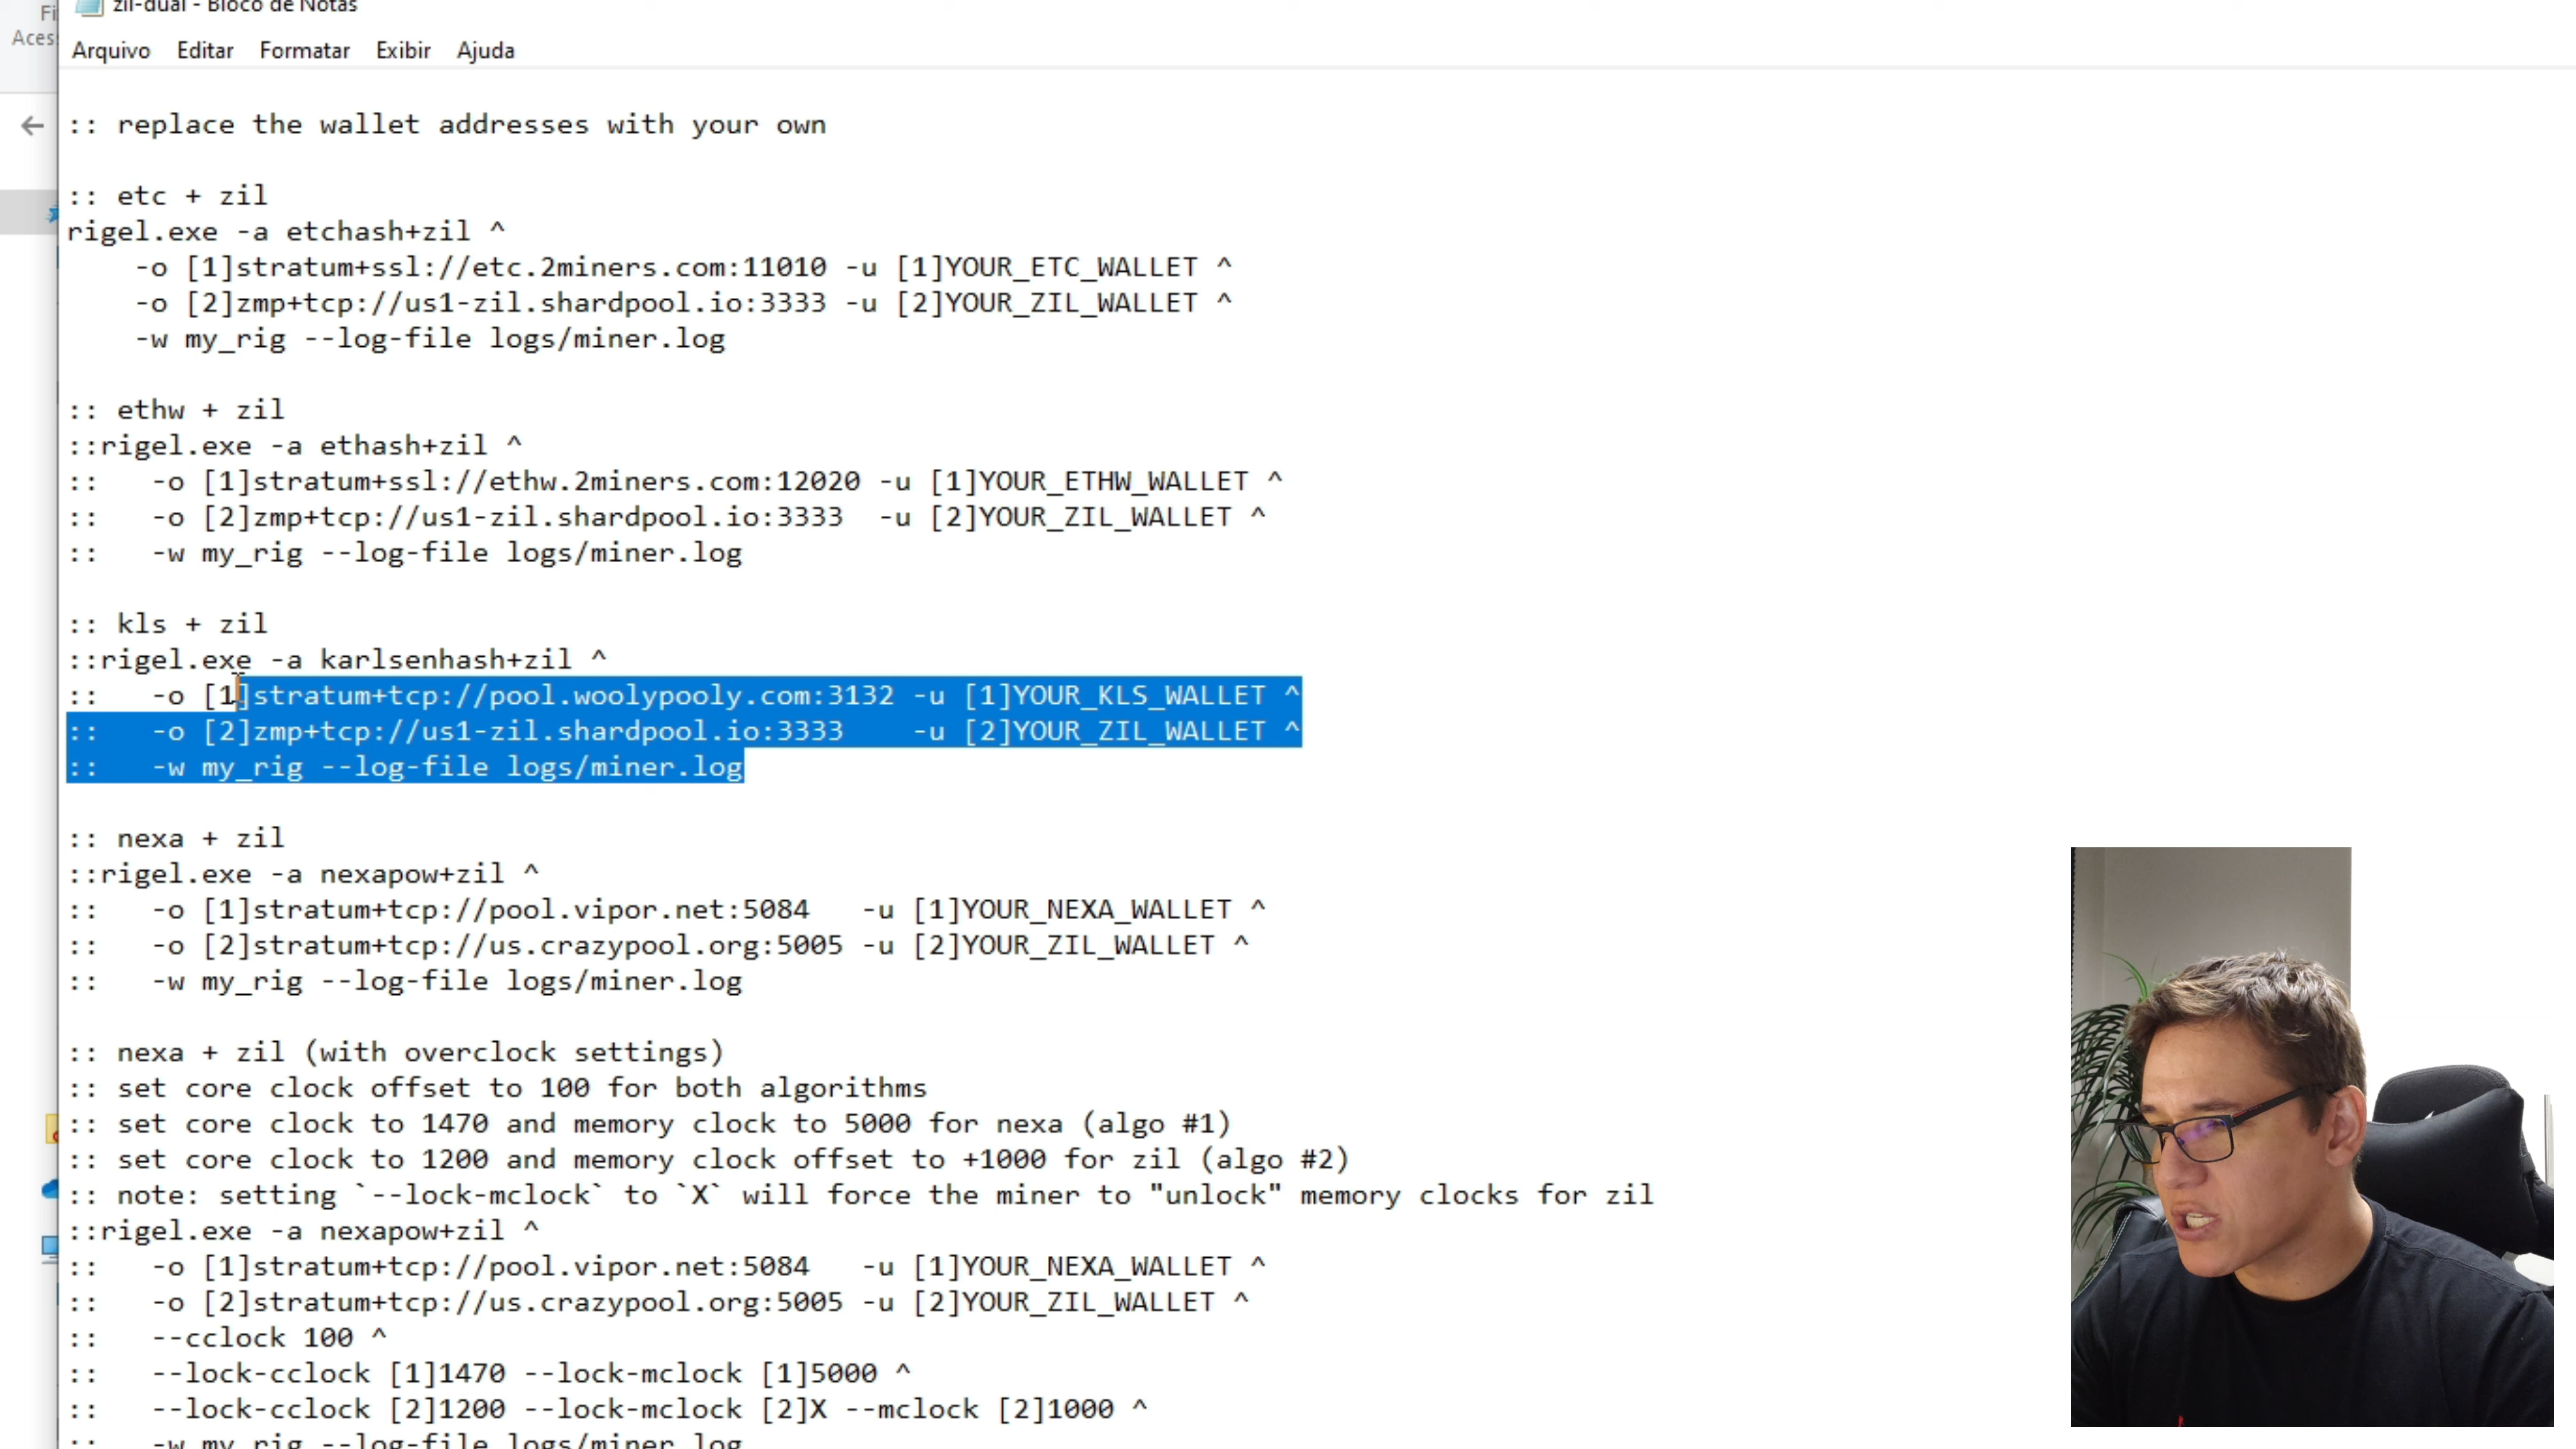 Fi
Aces
zil-dual - Bloco de Notas
Arquivo Editar Formatar Exibir Ajuda
:: replace the wallet addresses with your own
:: etc + zil
rigel.exe -a etchash+zil ^
-o [1]stratum+ssl://etc.2miners.com:11010 -u [1]YOUR_ETC_WALLET ^
-o [2]zmp+tcp://us1-zil.shardpool.io:3333 -u [2]YOUR_ZIL_WALLET ^
-w my_rig --log-file logs/miner.log
:: ethw + zil
::rigel.exe -a ethash+zil ^
:: -o [1]stratum+ssl://ethw.2miners.com:12020 -u [1]YOUR_ETHW_WALLET ^
:: -o [2]zmp+tcp://us1-zil.shardpool.io:3333 -u [2]YOUR_ZIL_WALLET ^
:: -w my_rig --log-file logs/miner.log
:: kls + zil
::rigel.exe -a karlsenhash+zil ^
:: -o [1]stratum+tcp://pool.woolypooly.com:3132 -u [1]YOUR_KLS_WALLET ^
:: -o [2]zmp+tcp://us1-zil.shardpool.io:3333 -u [2]YOUR_ZIL_WALLET ^
:: -w my_rig --log-file logs/miner.log
:: nexa + zil
::rigel.exe -a nexapow+zil ^
:: -o [1]stratum+tcp://pool.vipor.net:5084 -u [1]YOUR_NEXA_WALLET ^
:: -o [2]stratum+tcp://us.crazypool.org:5005 -u [2]YOUR_ZIL_WALLET ^
:: -w my_rig --log-file logs/miner.log
:: nexa + zil (with overclock settings)
:: set core clock offset to 100 for both algorithms
:: set core clock to 1470 and memory clock to 5000 for nexa (algo #1)
:: set core clock to 1200 and memory clock offset to +1000 for zil (algo #2)
:: note: setting `--lock-mclock` to `X` will force the miner to "unlock" memory clocks for zil
::rigel.exe -a nexapow+zil ^
:: -o [1]stratum+tcp://pool.vipor.net:5084 -u [1]YOUR_NEXA_WALLET ^
:: -o [2]stratum+tcp://us.crazypool.org:5005 -u [2]YOUR_ZIL_WALLET ^
:: --cclock 100 ^
:: --lock-cclock [1]1470 --lock-mclock [1]5000 ^
:: --lock-cclock [2]1200 --lock-mclock [2]X --mclock [2]1000 ^
:: -w my_rig --log-file logs/miner.log